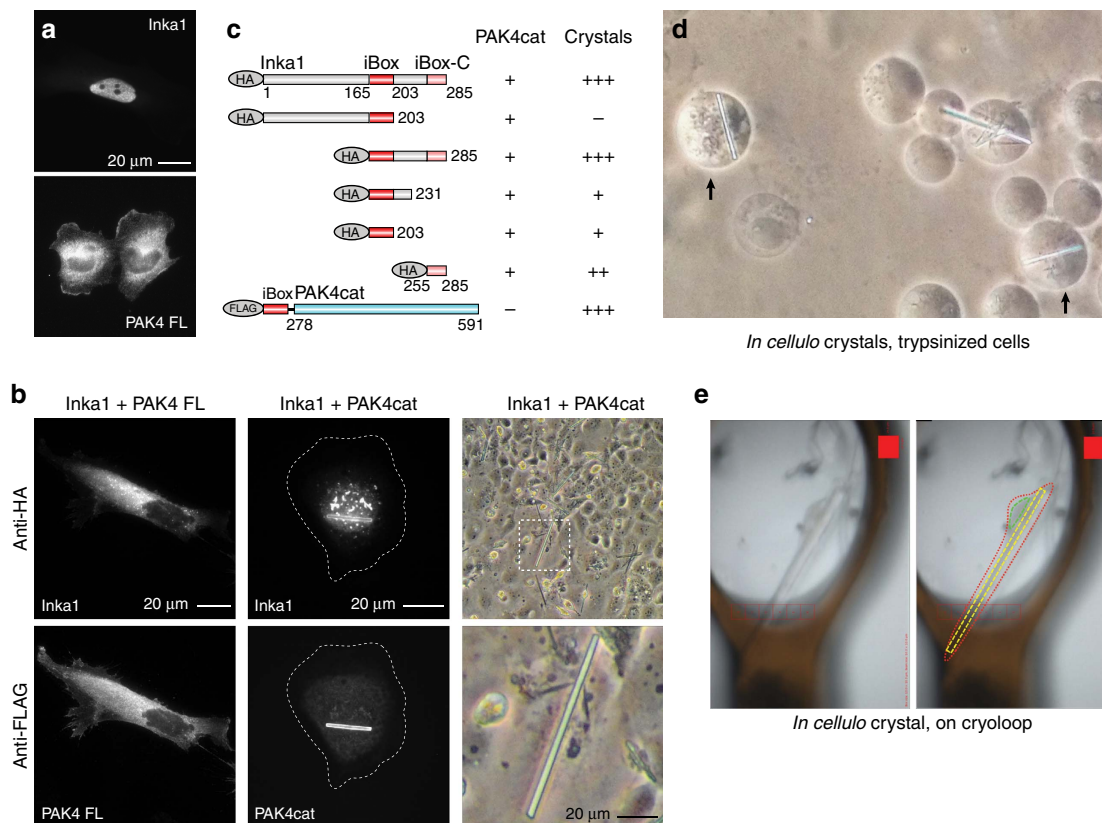 a
Inka1
20 μm
PAK4 FL
c
PAK4cat Crystals
Inka1 iBox iBox-C
HA + +++
1 165 203 285
HA 203 + –
HA 285 + +++
HA 231 + +
HA 203 + +
HA + ++
255 285
iBox PAK4cat
FLAG – +++
278 591
d
In cellulo crystals, trypsinized cells
b
Inka1 + PAK4 FL Inka1 + PAK4cat Inka1 + PAK4cat
Anti-HA
Inka1 20 μm Inka1 20 μm
Anti-FLAG
PAK4 FL PAK4cat 20 μm
e
In cellulo crystal, on cryoloop